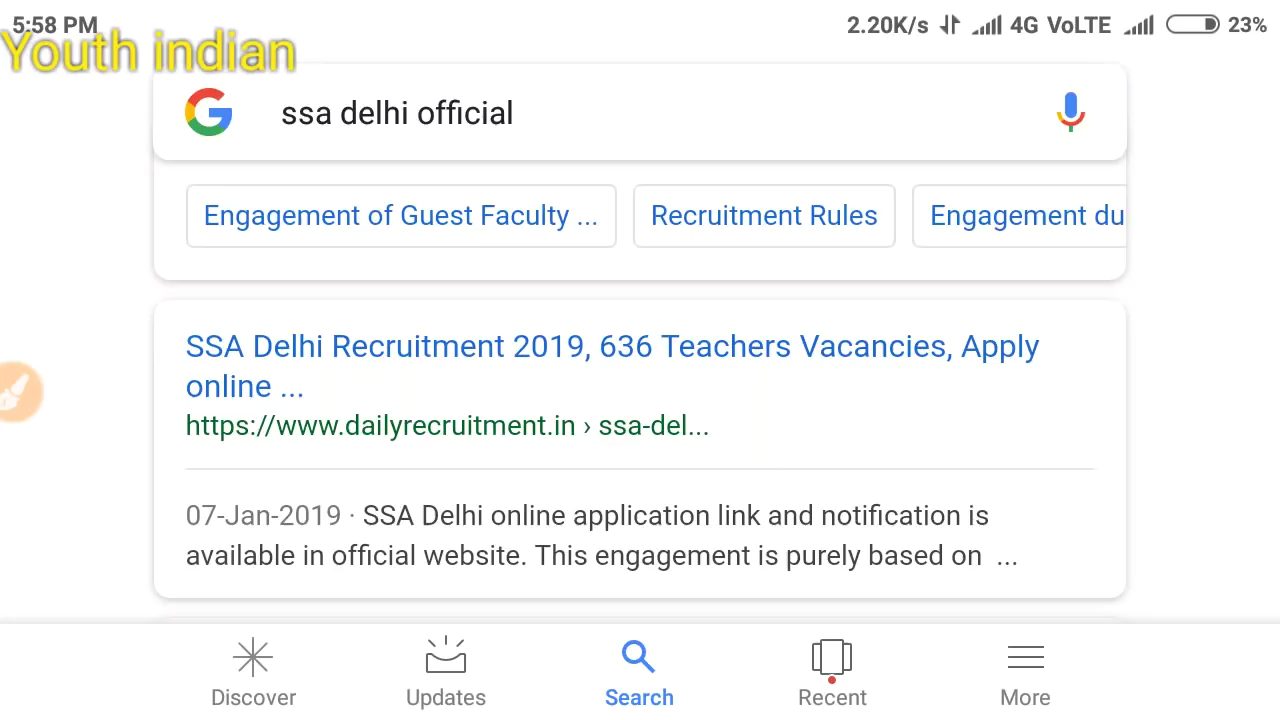 5:58 PM
2.20K/s 4G VoLTE 23%
Youth indian
ssa delhi official
Engagement of Guest Faculty ...
Recruitment Rules
Engagement du
SSA Delhi Recruitment 2019, 636 Teachers Vacancies, Apply
online ...
https://www.dailyrecruitment.in › ssa-del...
07-Jan-2019 · SSA Delhi online application link and notification is
available in official website. This engagement is purely based on ...
Discover
Updates
Search
Recent
More